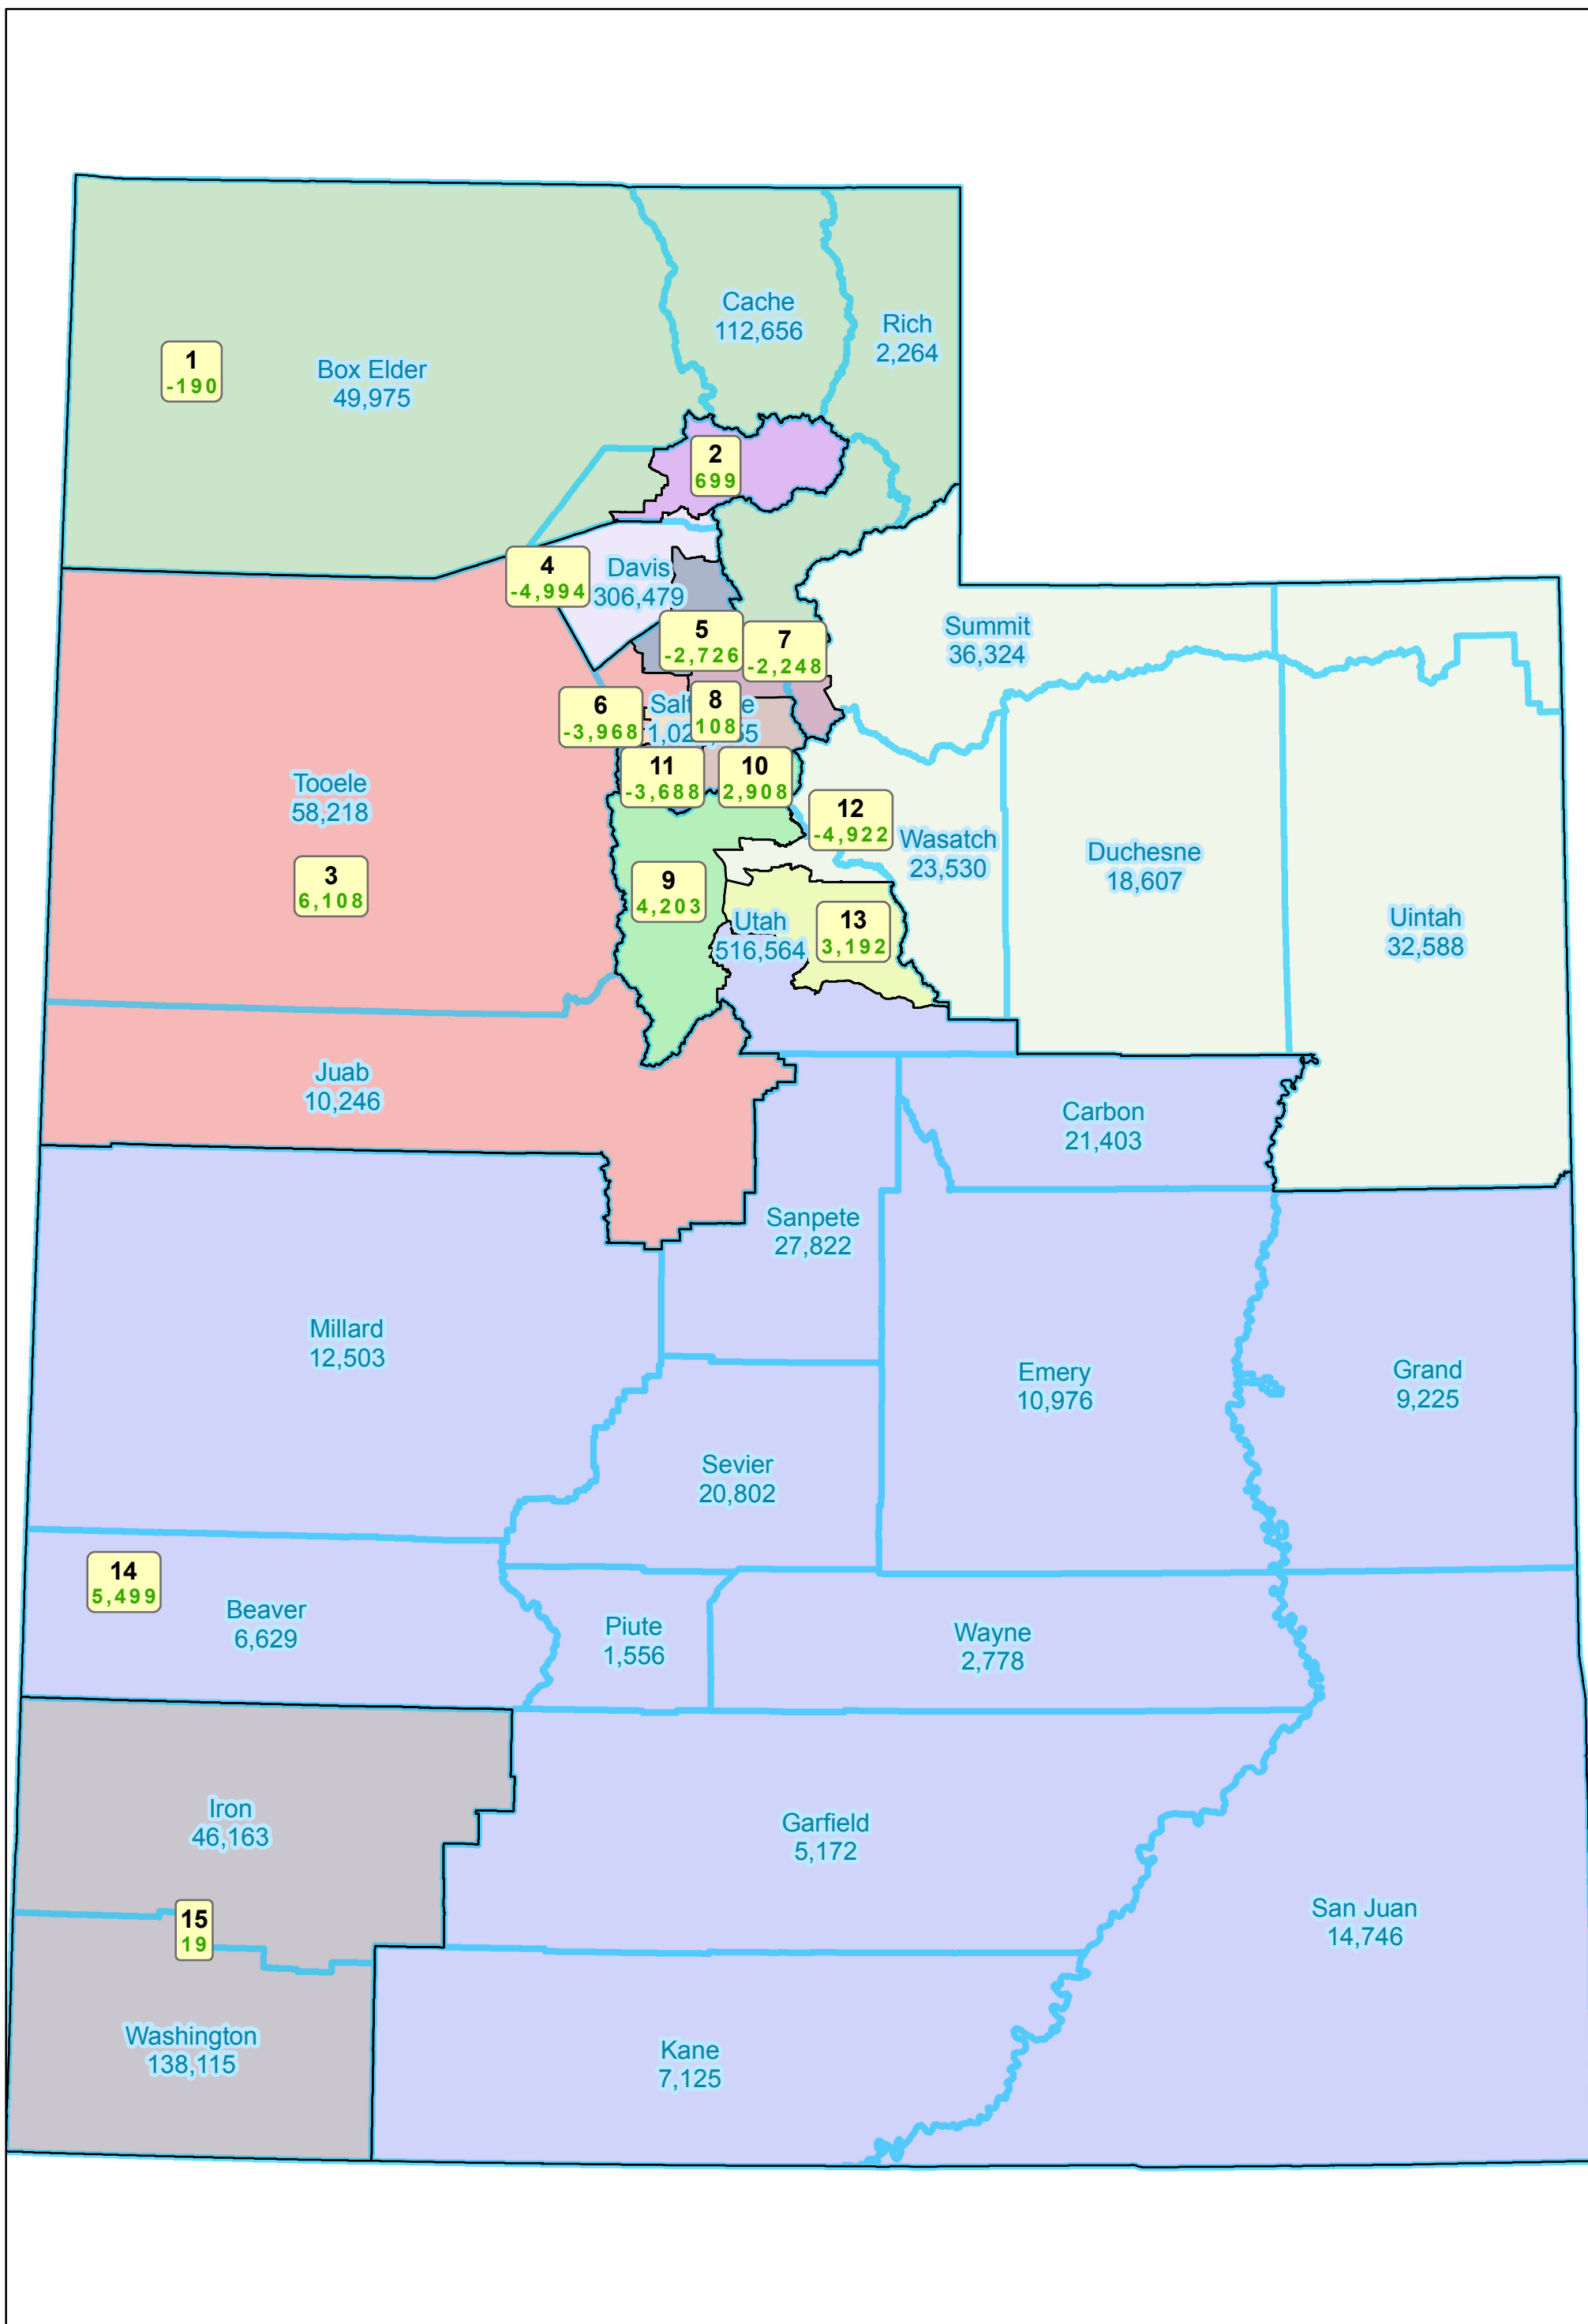 Cache
112,656
Rich
2,264
1
-190
Box Elder
49,975
2
699
4
-4,994
Davis
306,479
5
-2,726
7
-2,248
Summit
36,324
6
-3,968
8
108
11
-3,688
10
2,908
Tooele
58,218
12
-4,922
Wasatch
23,530
Duchesne
18,607
3
6,108
9
4,203
Utah
516,564
13
3,192
Uintah
32,588
Juab
10,246
Carbon
21,403
Sanpete
27,822
Millard
12,503
Emery
10,976
Grand
9,225
Sevier
20,802
14
5,499
Beaver
6,629
Piute
1,556
Wayne
2,778
Iron
46,163
Garfield
5,172
15
19
San Juan
14,746
Washington
138,115
Kane
7,125